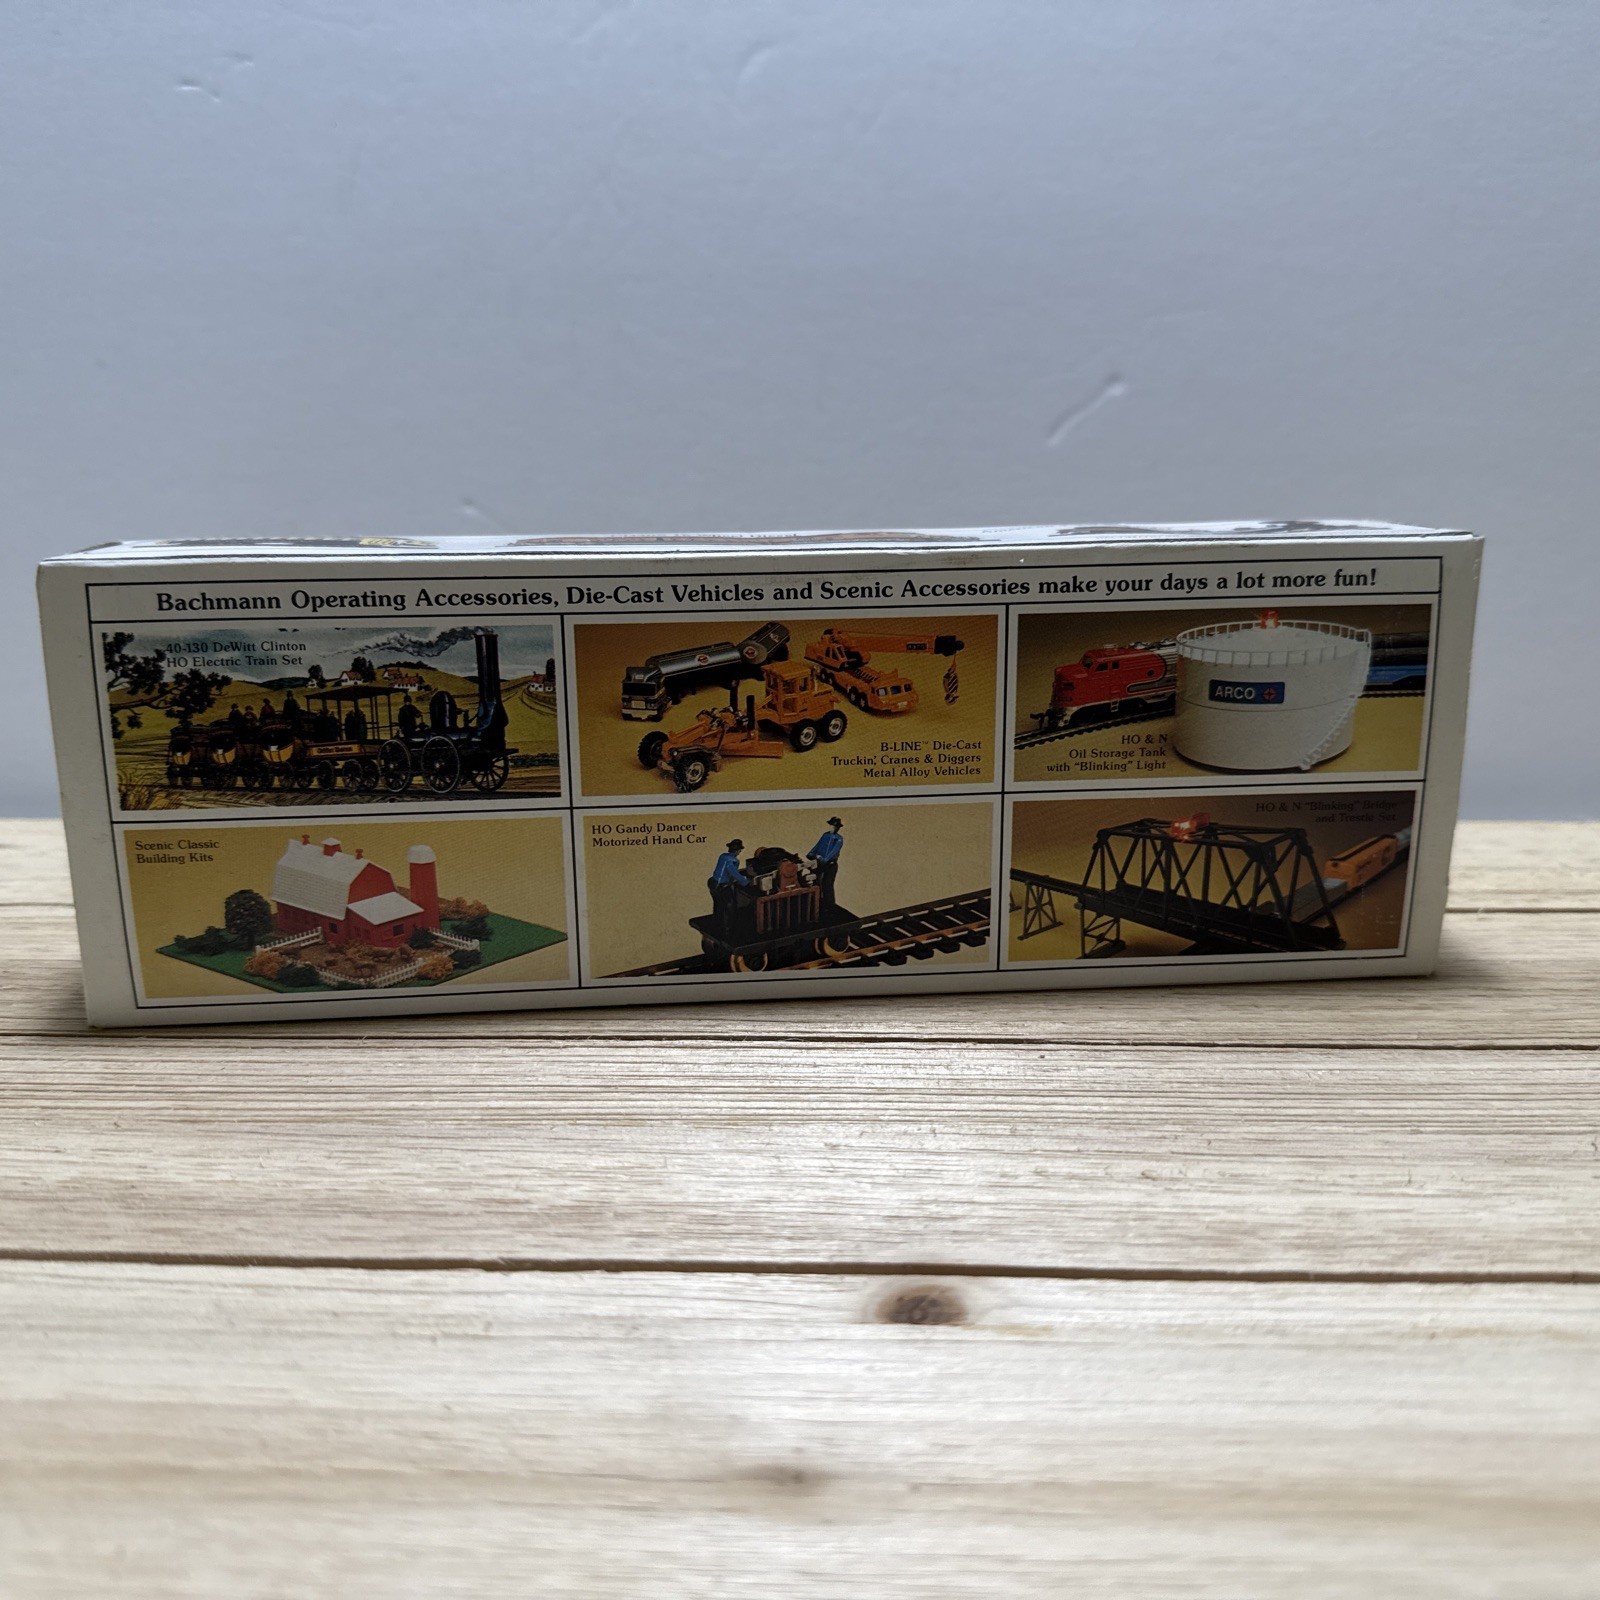 Bachmann Operating Accessories, Die-Cast Vehicles and Scenic Accessories make your days a lot more fun!
40-130 DeWitt Clinton
HO Electric Train Set
B-LINE™ Die-Cast
Truckin', Cranes & Diggers
Metal Alloy Vehicles
ARCO
HO & N
Oil Storage Tank
with "Blinking" Light
Scenic Classic
Building Kits
HO Gandy Dancer
Motorized Hand Car
HO & N "Blinking" Bridge
and Trestle Set